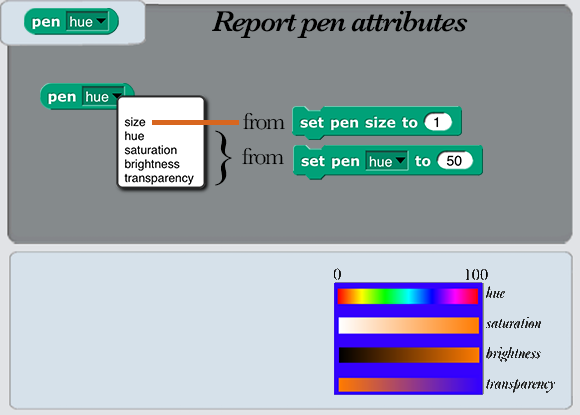 pen hue
Report pen attributes
pen hue
size
hue
saturation
brightness
transparency
from
set pen size to 1
from
set pen hue to 50
0 100
hue
saturation
brightness
transparency